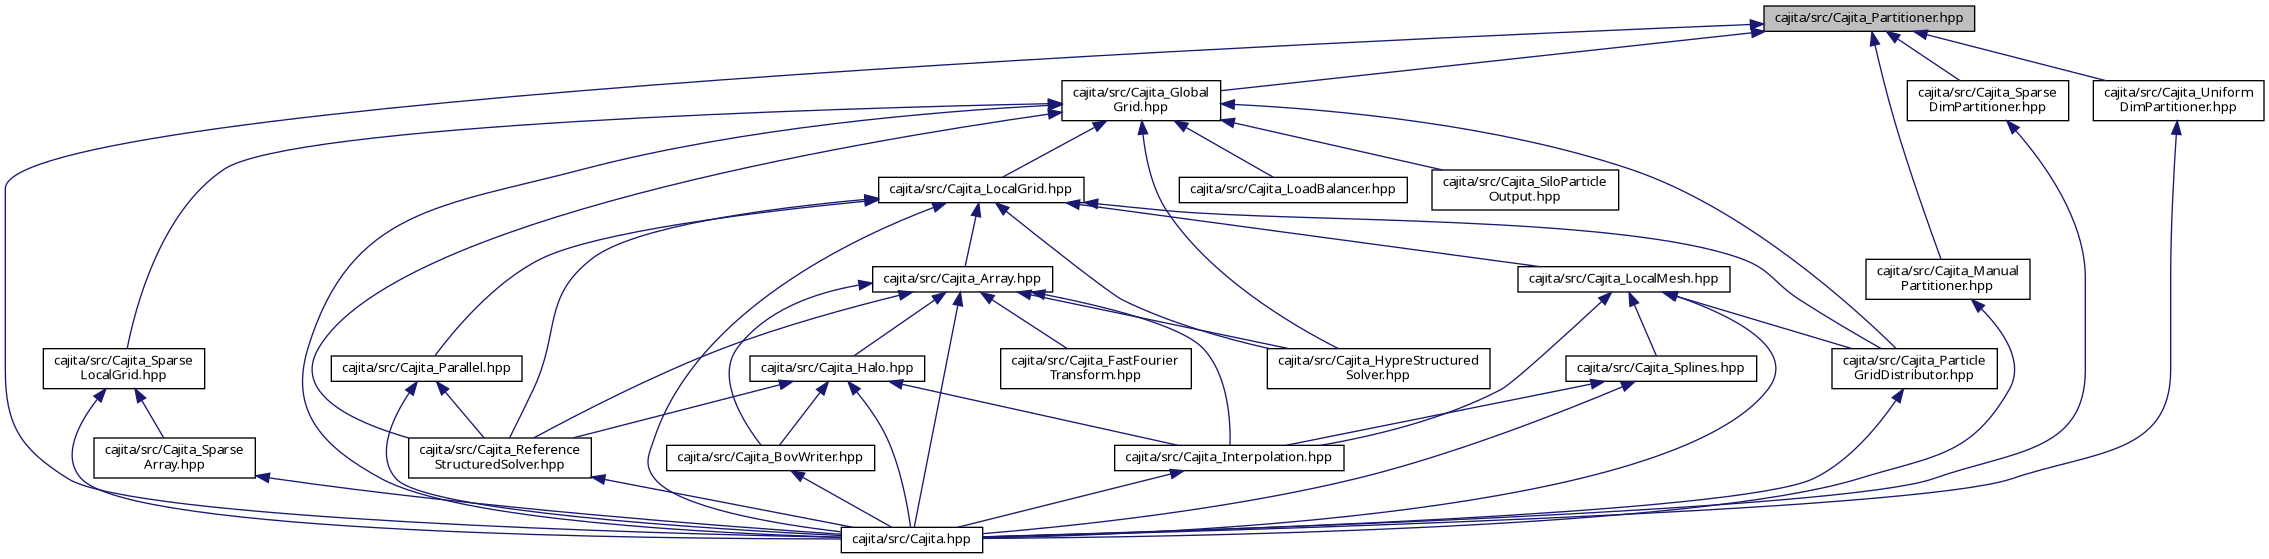 cajita/src/Cajita_Partitioner.hpp
cajita/src/Cajita_Global
Grid.hpp
cajita/src/Cajita_Sparse
DimPartitioner.hpp
cajita/src/Cajita_Uniform
DimPartitioner.hpp
cajita/src/Cajita_LocalGrid.hpp
cajita/src/Cajita_LoadBalancer.hpp
cajita/src/Cajita_SiloParticle
Output.hpp
cajita/src/Cajita_Array.hpp
cajita/src/Cajita_LocalMesh.hpp
cajita/src/Cajita_Manual
Partitioner.hpp
cajita/src/Cajita_Sparse
LocalGrid.hpp
cajita/src/Cajita_Parallel.hpp
cajita/src/Cajita_Halo.hpp
cajita/src/Cajita_FastFourier
Transform.hpp
cajita/src/Cajita_HypreStructured
Solver.hpp
cajita/src/Cajita_Splines.hpp
cajita/src/Cajita_Particle
GridDistributor.hpp
cajita/src/Cajita_Sparse
Array.hpp
cajita/src/Cajita_Reference
StructuredSolver.hpp
cajita/src/Cajita_BovWriter.hpp
cajita/src/Cajita_Interpolation.hpp
cajita/src/Cajita.hpp